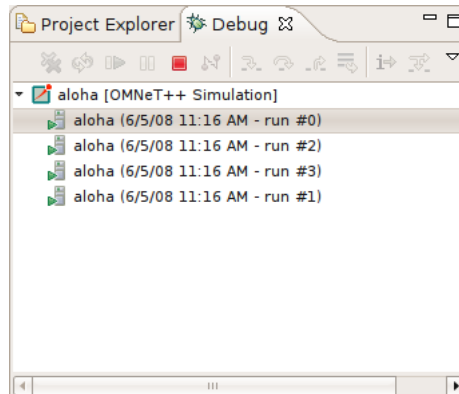 Project Explorer Debug
aloha [OMNeT++ Simulation]
aloha (6/5/08 11:16 AM - run #0)
aloha (6/5/08 11:16 AM - run #2)
aloha (6/5/08 11:16 AM - run #3)
aloha (6/5/08 11:16 AM - run #1)